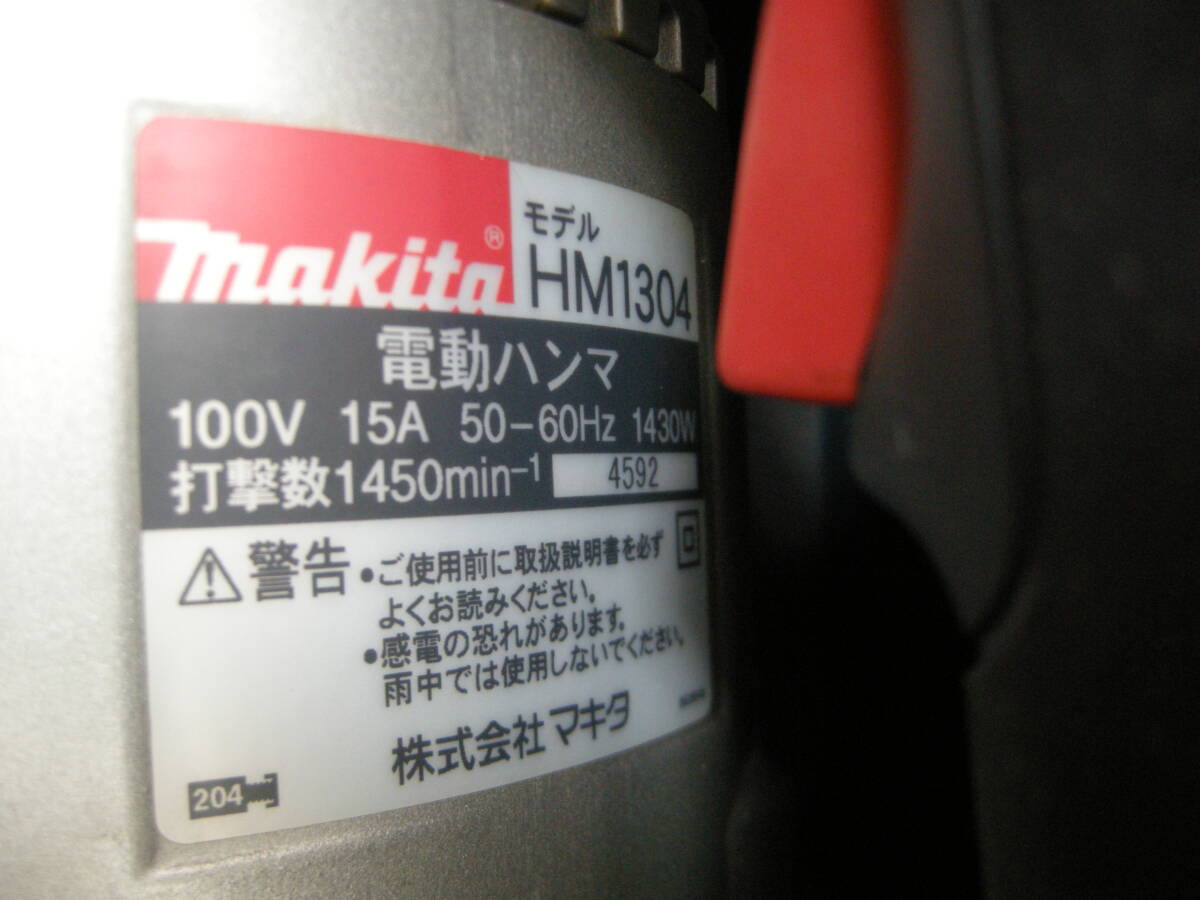 makita®
モデル
HM1304
電動ハンマ
100V 15A 50-60Hz 1430W
打撃数1450min-1 4592
警告
•ご使用前に取扱説明書を必ず
よくお読みください。
•感電の恐れがあります。
雨中では使用しないでください。
株式会社マキタ
204